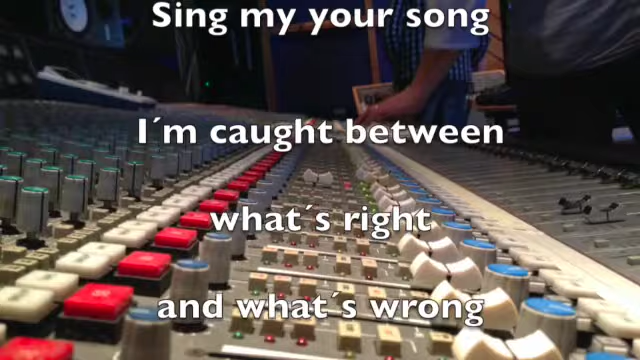 Sing my your song
I´m caught between
what´s right
and what´s wrong